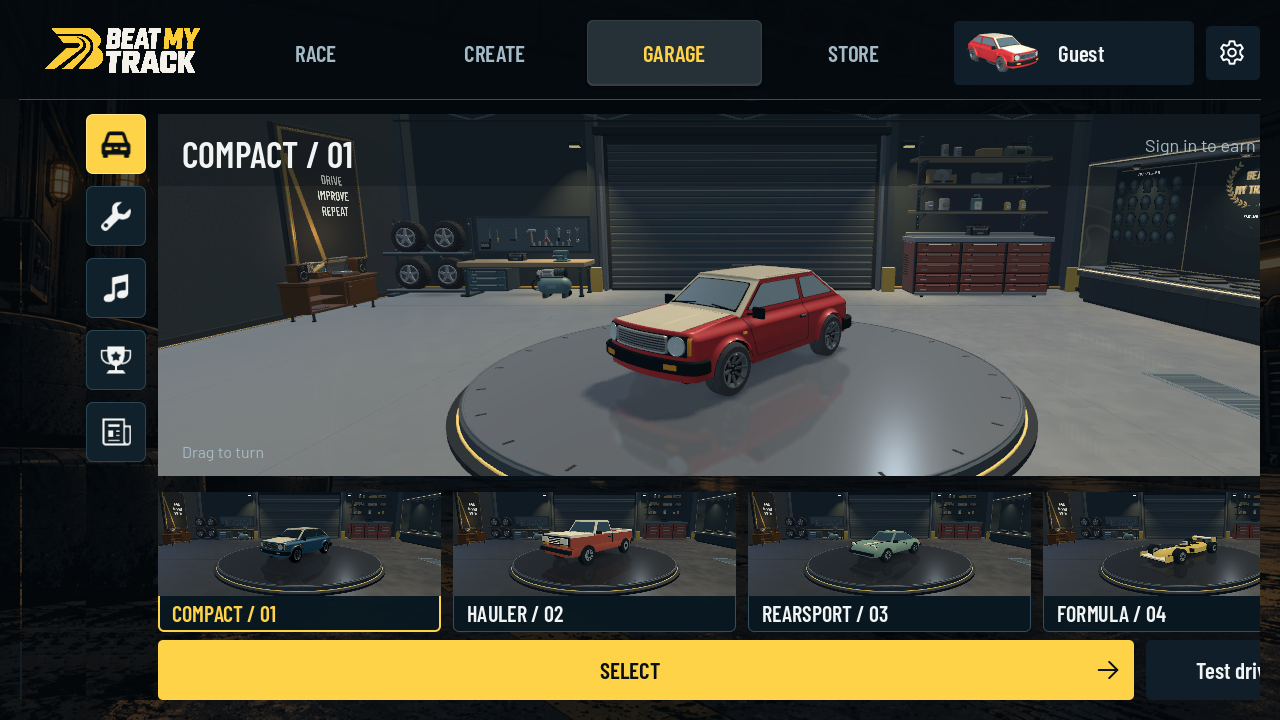 BEAT MY
TRACK
RACE
CREATE
GARAGE
STORE
Guest
COMPACT / 01
Sign in to earn
DRIVE
IMPROVE
REPEAT
Drag to turn
COMPACT / 01
HAULER / 02
REARSPORT / 03
FORMULA / 04
SELECT
Test